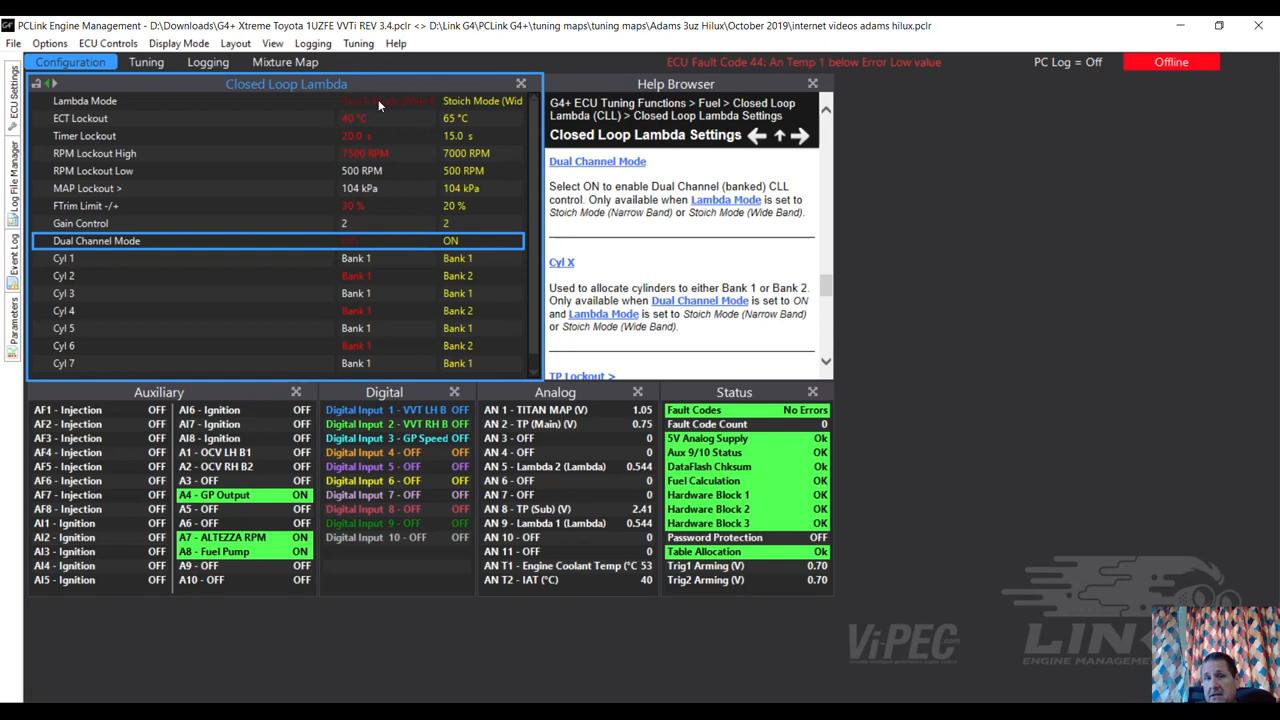 PCLink Engine Management - D:\Downloads\G4+ Xtreme Toyota 1UZFE VVTi REV 3.4.pclr <> D:\PCLink G4+\PCLink G4+\tuning maps\tuning maps\Adams 3uz Hilux\October 2019\internet videos adams hilux.pclr
File Options ECU Controls Display Mode Layout View Logging Tuning Help
Configuration Tuning Logging Mixture Map ECU Fault Code 44: An Temp 1 below Error Low value PC Log = Off Offline
ECU Settings
Log File Manager
Event Log
Parameters
Closed Loop Lambda
Lambda Mode Stoich Mode (Wid
ECT Lockout 40 °C 65 °C
Timer Lockout 20.0 s 15.0 s
RPM Lockout High 7500 RPM 7000 RPM
RPM Lockout Low 500 RPM 500 RPM
MAP Lockout > 104 kPa 104 kPa
FTrim Limit -/+ 30 % 20 %
Gain Control 2 2
Dual Channel Mode ON
Cyl 1 Bank 1 Bank 1
Cyl 2 Bank 1 Bank 2
Cyl 3 Bank 1 Bank 1
Cyl 4 Bank 1 Bank 2
Cyl 5 Bank 1 Bank 1
Cyl 6 Bank 1 Bank 2
Cyl 7 Bank 1 Bank 1
Help Browser
G4+ ECU Tuning Functions > Fuel > Closed Loop
Lambda (CLL) > Closed Loop Lambda Settings
Closed Loop Lambda Settings
Dual Channel Mode
Select ON to enable Dual Channel (banked) CLL
control. Only available when Lambda Mode is set to
Stoich Mode (Narrow Band) or Stoich Mode (Wide Band).
Cyl X
Used to allocate cylinders to either Bank 1 or Bank 2.
Only available when Dual Channel Mode is set to ON
and Lambda Mode is set to Stoich Mode (Narrow Band)
or Stoich Mode (Wide Band).
TP Lockout >
Auxiliary
AF1 - Injection OFF AI6 - Ignition OFF
AF2 - Injection OFF AI7 - Ignition OFF
AF3 - Injection OFF AI8 - Ignition OFF
AF4 - Injection OFF A1 - OCV LH B1 OFF
AF5 - Injection OFF A2 - OCV RH B2 OFF
AF6 - Injection OFF A3 - OFF OFF
AF7 - Injection OFF A4 - GP Output ON
AF8 - Injection OFF A5 - OFF OFF
AI1 - Ignition OFF A6 - OFF OFF
AI2 - Ignition OFF A7 - ALTEZZA RPM ON
AI3 - Ignition OFF A8 - Fuel Pump ON
AI4 - Ignition OFF A9 - OFF OFF
AI5 - Ignition OFF A10 - OFF OFF
Digital
Digital Input 1 - VVT LH B OFF
Digital Input 2 - VVT RH B OFF
Digital Input 3 - GP Speed OFF
Digital Input 4 - OFF OFF
Digital Input 5 - OFF OFF
Digital Input 6 - OFF OFF
Digital Input 7 - OFF OFF
Digital Input 8 - OFF OFF
Digital Input 9 - OFF OFF
Digital Input 10 - OFF OFF
Analog
AN 1 - TITAN MAP (V) 1.05
AN 2 - TP (Main) (V) 0.75
AN 3 - OFF 0
AN 4 - OFF 0
AN 5 - Lambda 2 (Lambda) 0.544
AN 6 - OFF 0
AN 7 - OFF 0
AN 8 - TP (Sub) (V) 2.41
AN 9 - Lambda 1 (Lambda) 0.544
AN 10 - OFF 0
AN 11 - OFF 0
AN T1 - Engine Coolant Temp (°C 53
AN T2 - IAT (°C) 40
Status
Fault Codes No Errors
Fault Code Count 0
5V Analog Supply Ok
Aux 9/10 Status OK
DataFlash Chksum OK
Fuel Calculation OK
Hardware Block 1 OK
Hardware Block 2 OK
Hardware Block 3 OK
Password Protection OFF
Table Allocation Ok
Trig1 Arming (V) 0.70
Trig2 Arming (V) 0.70
Vi-PEC
LINK
ENGINE MANAGEMENT